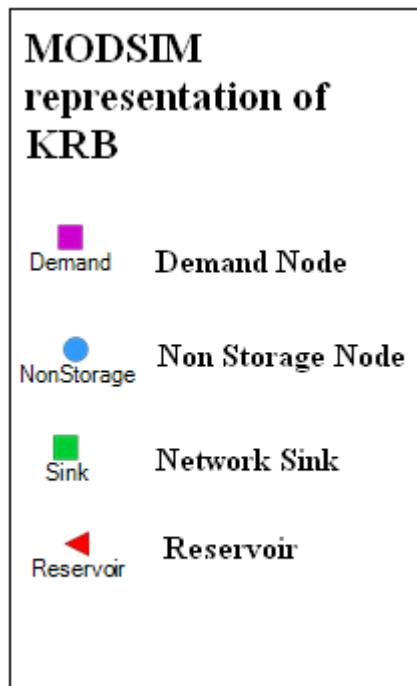 MODSIM
representation of
KRB
Demand
Demand Node
NonStorage
Non Storage Node
Sink
Network Sink
Reservoir
Reservoir